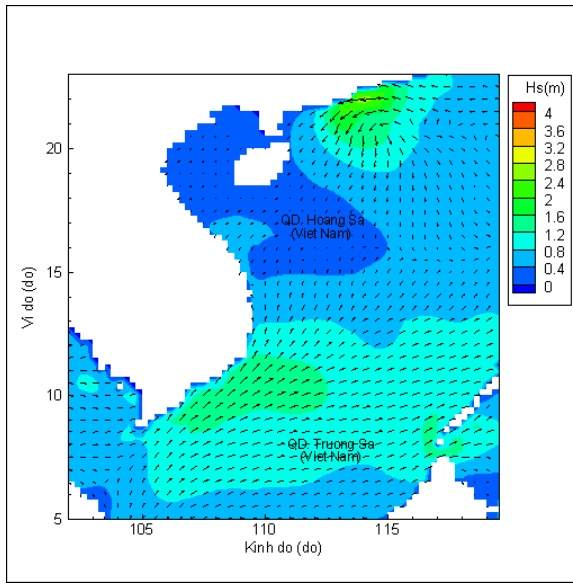 Hs(m)
4
3.6
3.2
2.8
2.4
2
1.6
1.2
0.8
0.4
0
20
15
10
5
Vi do (do)
QD. Hoang Sa
(Viet Nam)
QD. Truong Sa
(Viet Nam)
105
110
115
Kinh do (do)